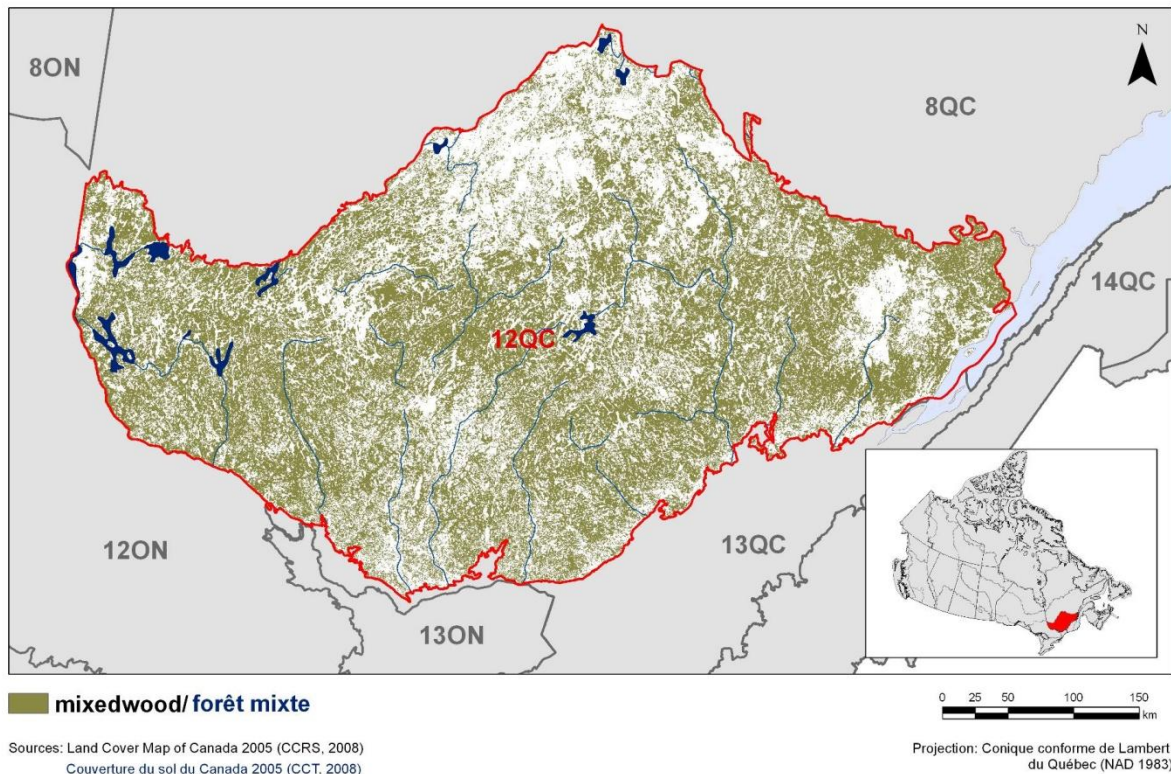 N
8ON
8QC
14QC
12QC
12ON
13QC
13ON
mixedwood/ forêt mixte
0 25 50 100 150
km
Sources: Land Cover Map of Canada 2005 (CCRS, 2008)
Couverture du sol du Canada 2005 (CCT, 2008)
Projection: Conique conforme de Lambert
du Québec (NAD 1983)